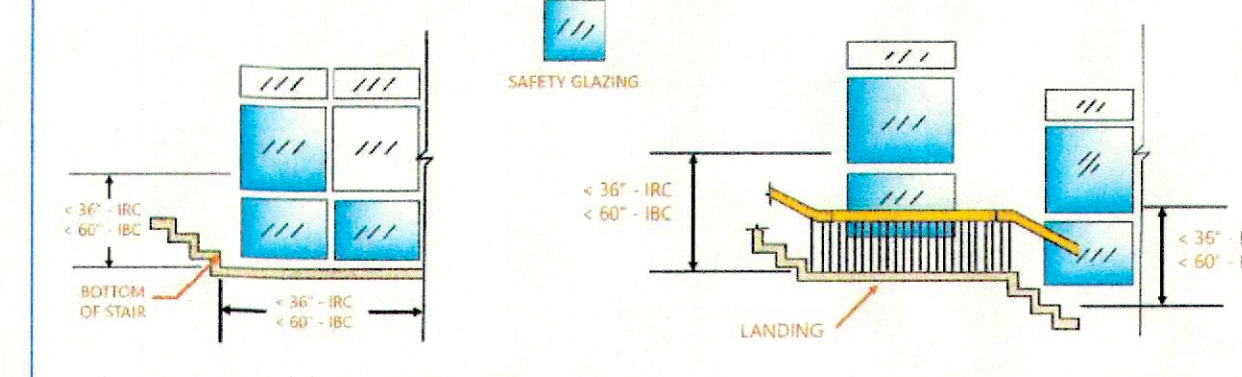 SAFETY GLAZING
< 36" - IRC
< 60" - IBC
BOTTOM
OF STAIR
< 36" - IRC
< 60" - IBC
< 36" - IRC
< 60" - IBC
LANDING
< 36" -
< 60" -